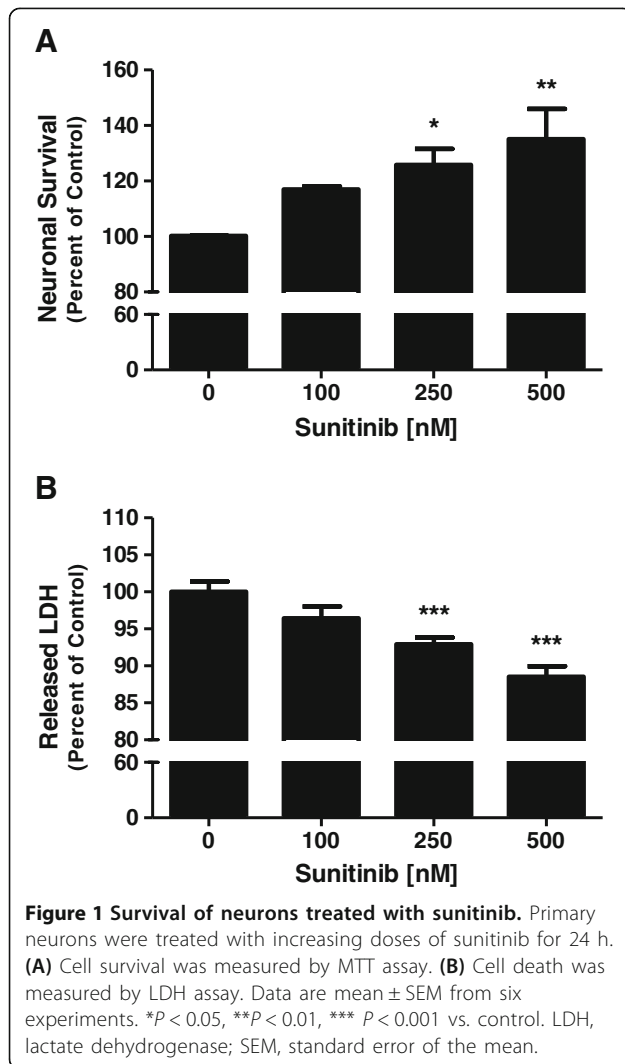 A
160
**
140
*
120
100
80
60
0
Neuronal Survival
(Percent of Control)
0 100 250 500
Sunitinib [nM]
B
110
105
100
95
***
90
***
85
80
60
0
Released LDH
(Percent of Control)
0 100 250 500
Sunitinib [nM]
Figure 1 Survival of neurons treated with sunitinib. Primary
neurons were treated with increasing doses of sunitinib for 24 h.
(A) Cell survival was measured by MTT assay. (B) Cell death was
measured by LDH assay. Data are mean ± SEM from six
experiments. *P < 0.05, **P < 0.01, *** P < 0.001 vs. control. LDH,
lactate dehydrogenase; SEM, standard error of the mean.